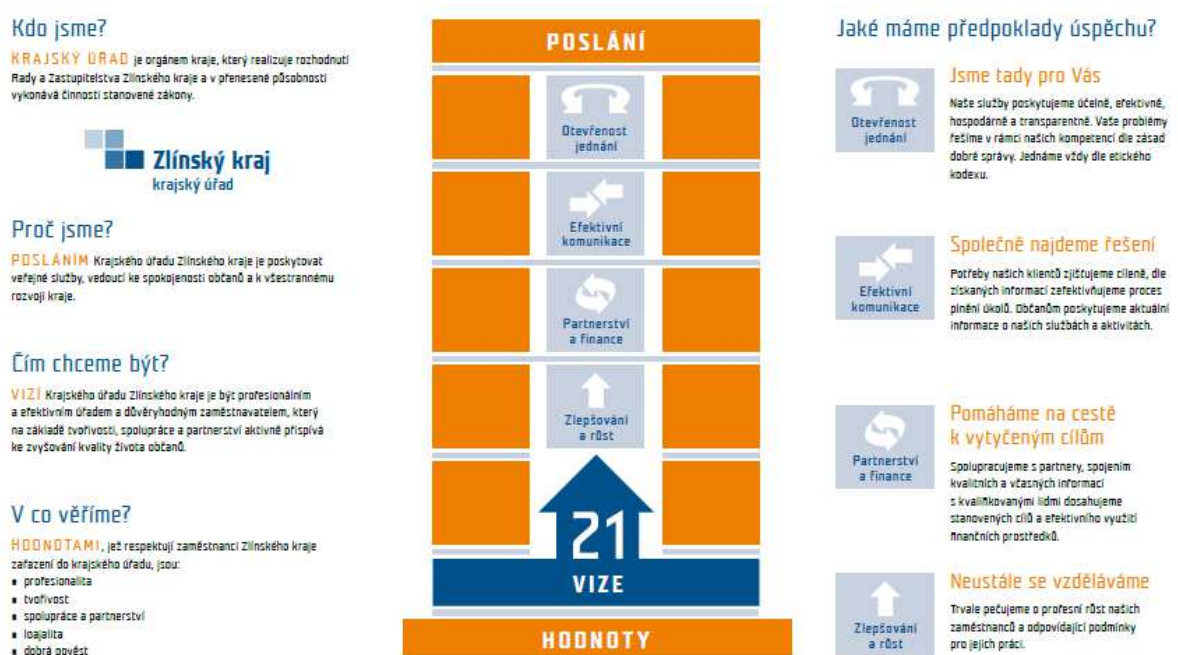 Kdo jsme?
KRAJSKÝ ÚŘAD je orgánem kraje, který realizuje rozhodnutí
Rady a Zastupitelstva Zlínského kraje a v přenesené působnosti
vykonává činnosti stanovené zákony.
Zlínský kraj
krajský úřad
Proč jsme?
POSLÁNÍM Krajského úřadu Zlínského kraje je poskytovat
veřejné služby, vedoucí ke spokojenosti občanů a k všestrannému
rozvoji kraje.
Čím chceme být?
VIZÍ Krajského úřadu Zlínského kraje je být profesionálním
a efektivním úřadem a důvěryhodným zaměstnavatelem, který
na základě tvořivosti, spolupráce a partnerství aktivně přispívá
ke zvyšování kvality života občanů.
V co věříme?
HODNOTAMI, jež respektují zaměstnanci Zlínského kraje
zařazení do krajského úřadu, jsou:
▪ profesionalita
▪ tvořivost
▪ spolupráce a partnerství
▪ loajalita
▪ dobrá pověst
POSLÁNÍ
Otevřenost
jednání
Efektivní
komunikace
Partnerství
a finance
Zlepšování
a růst
21
VIZE
HODNOTY
Jaké máme předpoklady úspěchu?
Otevřenost
jednání
Jsme tady pro Vás
Naše služby poskytujeme účelně, efektivně,
hospodárně a transparentně. Vaše problémy
řešíme v rámci našich kompetencí dle zásad
dobré správy. Jednáme vždy dle etického
kodexu.
Efektivní
komunikace
Společně najdeme řešení
Potřeby našich klientů zjišťujeme cíleně, dle
získaných informací zefektivňujeme proces
plnění úkolů. Občanům poskytujeme aktuální
informace o našich službách a aktivitách.
Partnerství
a finance
Pomáháme na cestě
k vytyčeným cílům
Spolupracujeme s partnery, spojením
kvalitních a včasných informací
s kvalifikovanými lidmi dosahujeme
stanovených cílů a efektivního využití
finančních prostředků.
Zlepšování
a růst
Neustále se vzděláváme
Trvale pečujeme o profesní růst našich
zaměstnanců a odpovídající podmínky
pro jejich práci.